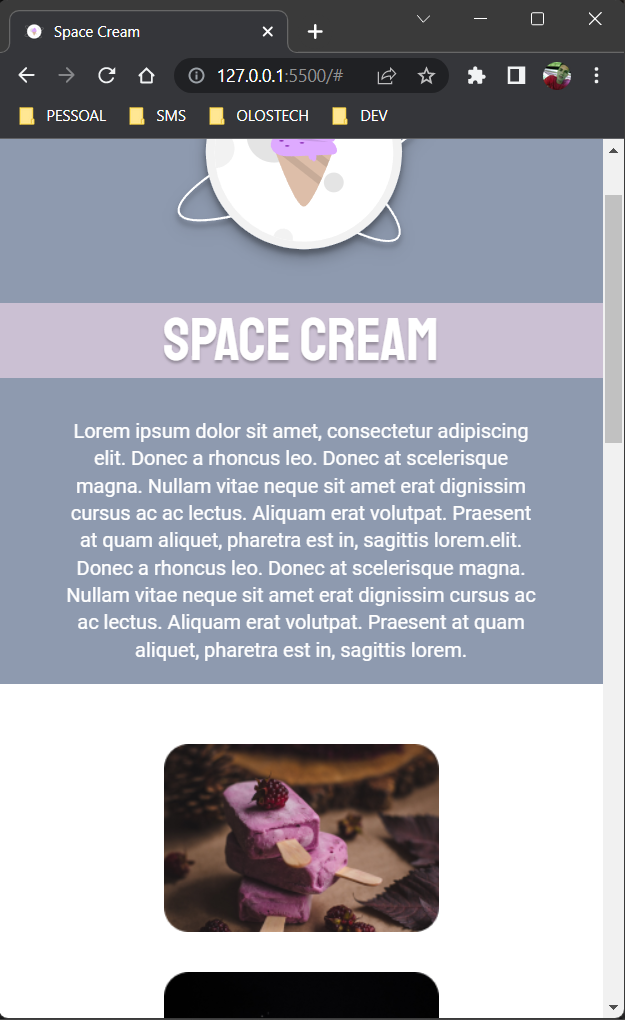 Space Cream
127.0.0.1:5500/#
PESSOAL SMS OLOSTECH DEV
SPACE CREAM
Lorem ipsum dolor sit amet, consectetur adipiscing
elit. Donec a rhoncus leo. Donec at scelerisque
magna. Nullam vitae neque sit amet erat dignissim
cursus ac ac lectus. Aliquam erat volutpat. Praesent
at quam aliquet, pharetra est in, sagittis lorem.elit.
Donec a rhoncus leo. Donec at scelerisque magna.
Nullam vitae neque sit amet erat dignissim cursus ac
ac lectus. Aliquam erat volutpat. Praesent at quam
aliquet, pharetra est in, sagittis lorem.